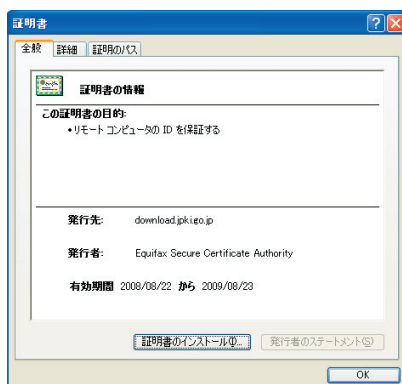 証明書
全般 詳細 証明のパス
証明書の情報
この証明書の目的:
•リモート コンピュータの ID を保証する
発行先: download.jpki.go.jp
発行者: Equifax Secure Certificate Authority
有効期間 2008/08/22 から 2009/08/23
証明書のインストール(I)... 発行者のステートメント(S)
OK